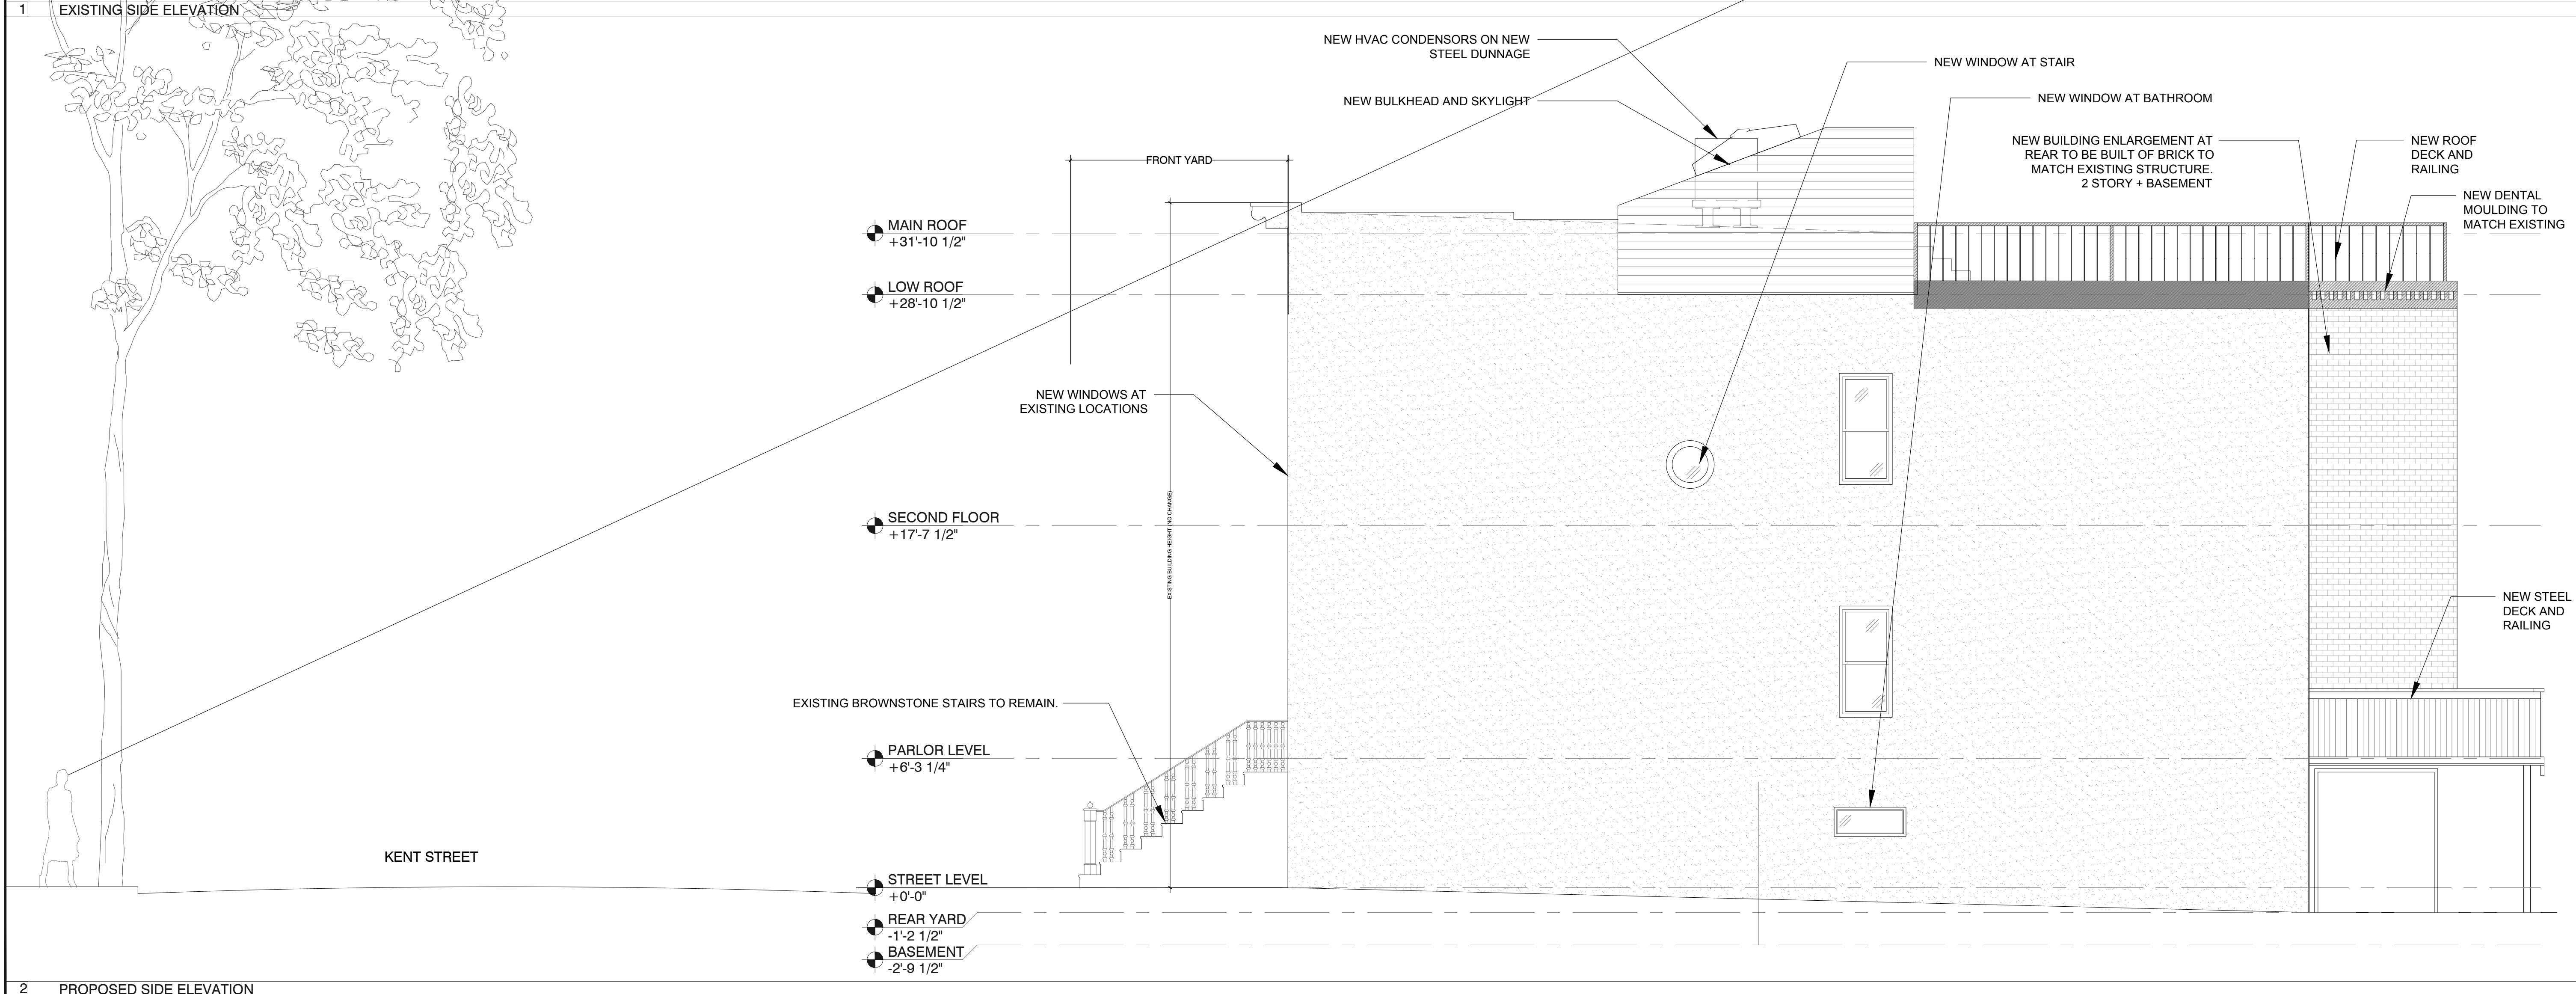 1 EXISTING SIDE ELEVATION
NEW HVAC CONDENSORS ON NEW
STEEL DUNNAGE
NEW BULKHEAD AND SKYLIGHT
NEW WINDOW AT STAIR
NEW WINDOW AT BATHROOM
NEW BUILDING ENLARGEMENT AT
REAR TO BE BUILT OF BRICK TO
MATCH EXISTING STRUCTURE.
2 STORY + BASEMENT
NEW ROOF
DECK AND
RAILING
NEW DENTAL
MOULDING TO
MATCH EXISTING
FRONT YARD
MAIN ROOF
+31'-10 1/2"
LOW ROOF
+28'-10 1/2"
NEW WINDOWS AT
EXISTING LOCATIONS
EXISTING BUILDING HEIGHT (NO CHANGE)
SECOND FLOOR
+17'-7 1/2"
NEW STEEL
DECK AND
RAILING
EXISTING BROWNSTONE STAIRS TO REMAIN.
PARLOR LEVEL
+6'-3 1/4"
KENT STREET
STREET LEVEL
+0'-0"
REAR YARD
-1'-2 1/2"
BASEMENT
-2'-9 1/2"
2 PROPOSED SIDE ELEVATION